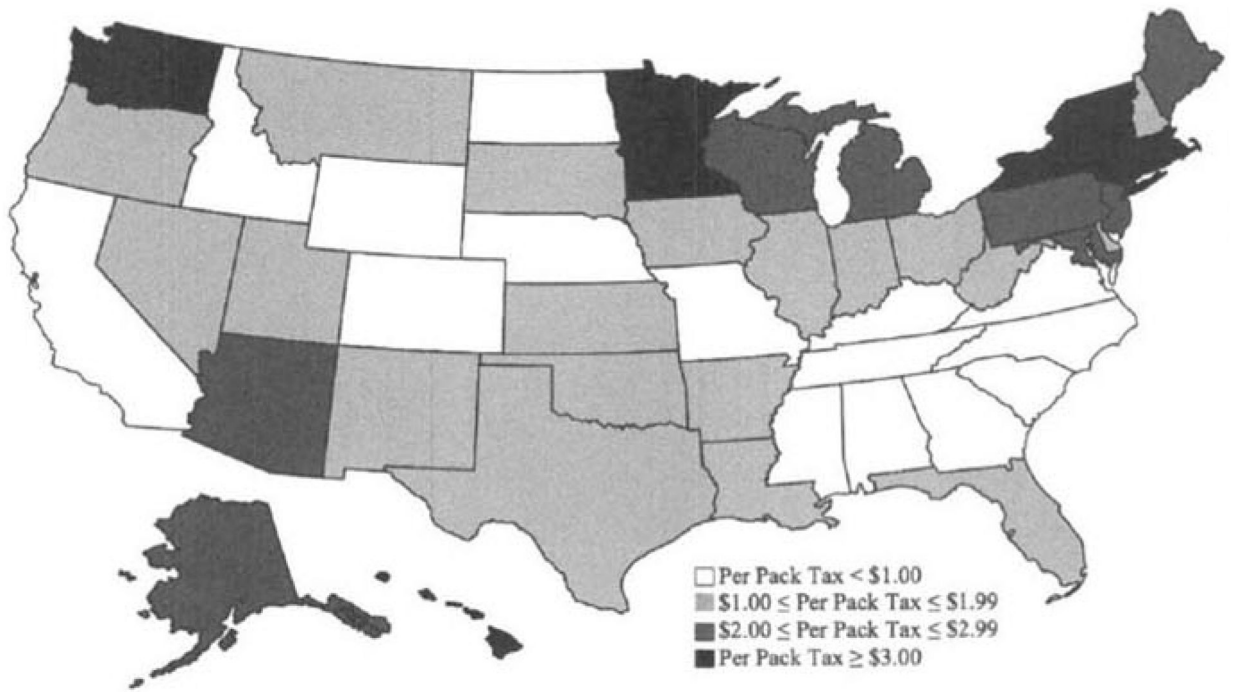 Per Pack Tax < $1.00
$1.00 ≤ Per Pack Tax ≤ $1.99
$2.00 ≤ Per Pack Tax ≤ $2.99
Per Pack Tax ≥ $3.00